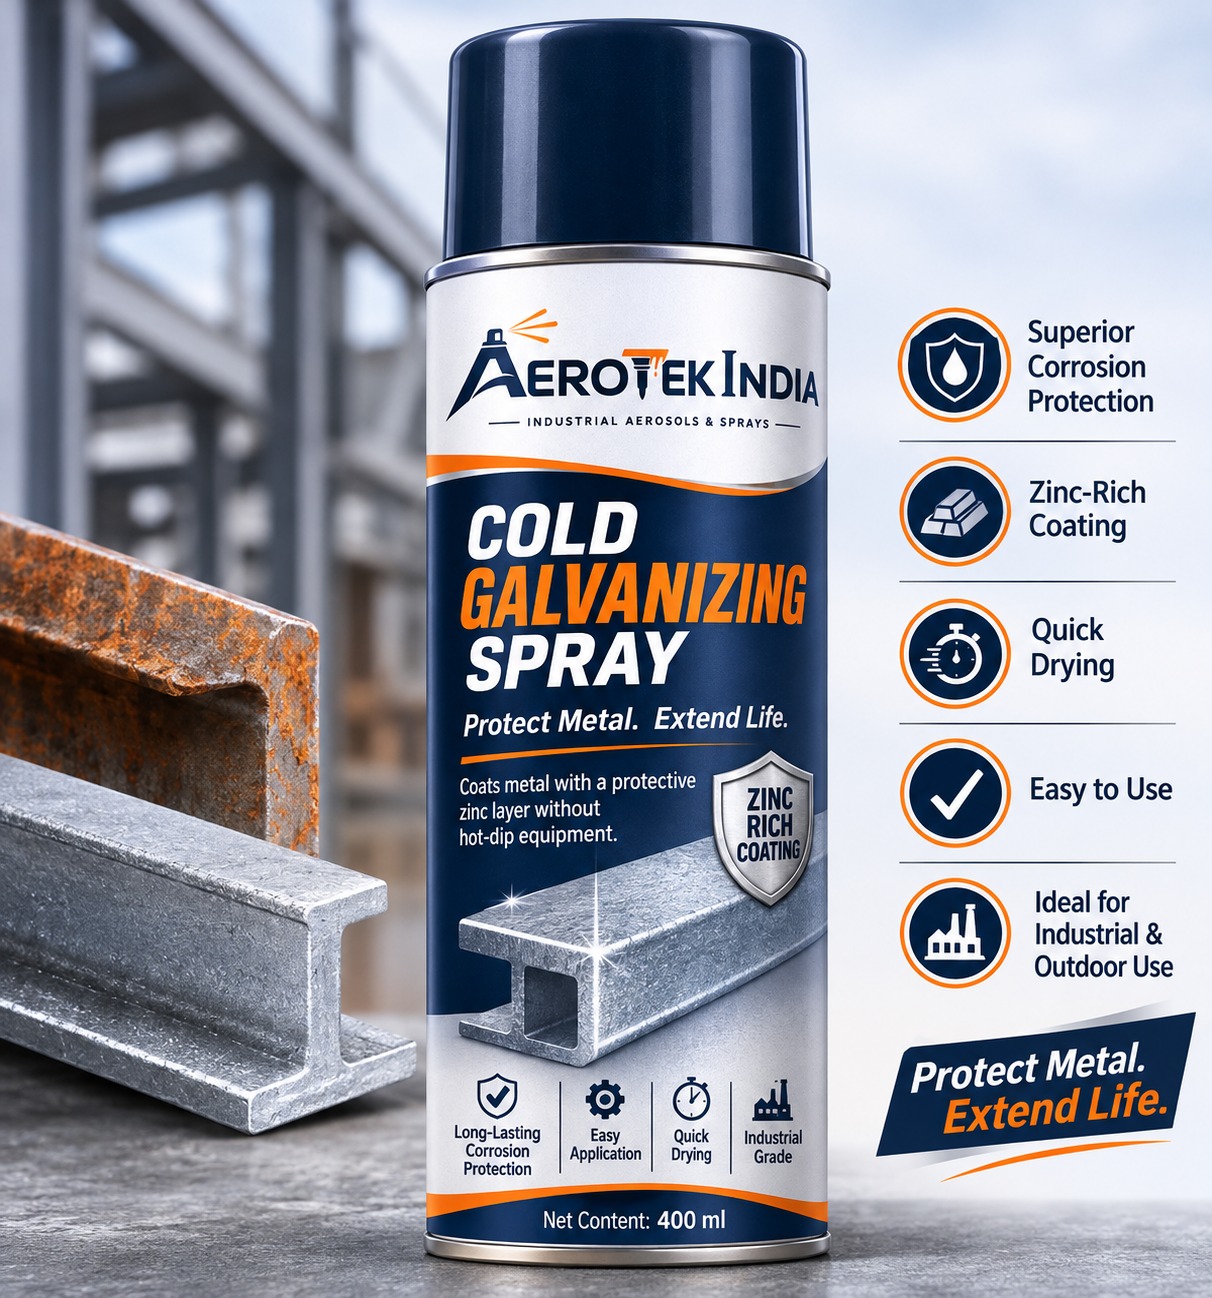 AEROTEK INDIA
INDUSTRIAL AEROSOLS & SPRAYS
COLD
GALVANIZING
SPRAY
Protect Metal. Extend Life.
Coats metal with a protective
zinc layer without
hot-dip equipment.
ZINC
RICH
COATING
Long-Lasting
Corrosion
Protection
Easy
Application
Quick
Drying
Industrial
Grade
Net Content: 400 ml
Superior
Corrosion
Protection
Zinc-Rich
Coating
Quick
Drying
Easy to Use
Ideal for
Industrial &
Outdoor Use
Protect Metal.
Extend Life.